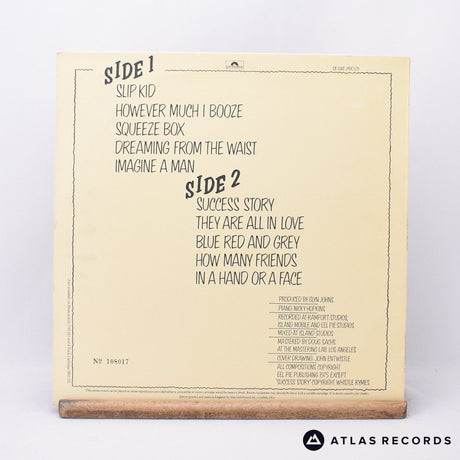 SIDE 1
SLIP KID
HOWEVER MUCH I BOOZE
SQUEEZE BOX
DREAMING FROM THE WAIST
IMAGINE A MAN
SIDE 2
SUCCESS STORY
THEY ARE ALL IN LOVE
BLUE RED AND GREY
HOW MANY FRIENDS
IN A HAND OR A FACE
PRODUCED BY GLYN JOHNS
PIANO NICKY HOPKINS
RECORDED AT RAMPORT STUDIOS,
ISLAND MOBILE AND EEL PIE STUDIOS
MIXED AT ISLAND STUDIOS
MASTERED BY DOUG SACHS
AT THE MASTERING LAB LOS ANGELES
COVER DRAWING JOHN ENTWISTLE
ALL COMPOSITIONS COPYRIGHT
EEL PIE PUBLISHING 1975 EXCEPT
'SUCCESS STORY' COPYRIGHT WHISTLE RYMES
Nº 108017
ATLAS RECORDS